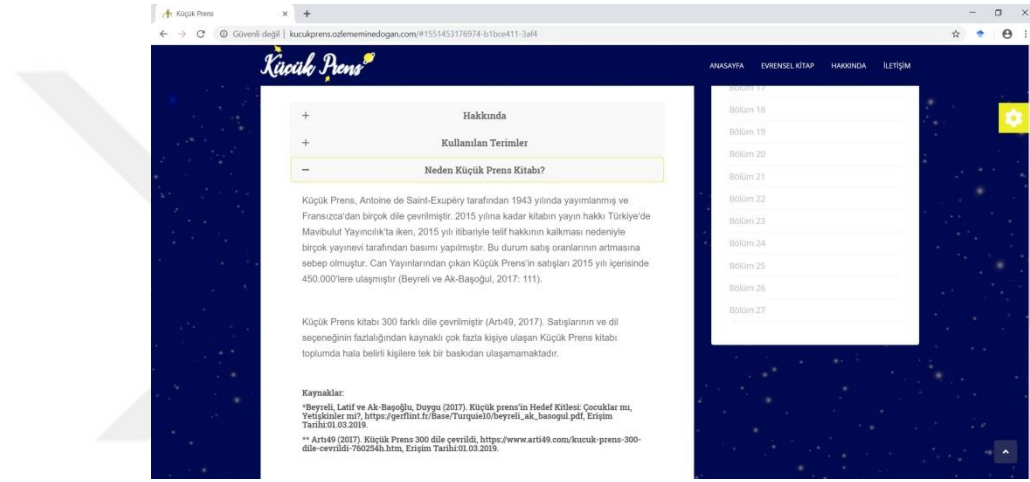 Küçük Prens
Güvenli değil | kucukprens.ozlememinedogan.com/#1551453176974-b1bce411-3af4
Küçük Prens
ANASAYFA EVRENSEL KİTAP HAKKINDA İLETİŞİM
Hakkında
Kullanılan Terimler
Neden Küçük Prens Kitabı?
Küçük Prens, Antoine de Saint-Exupéry tarafından 1943 yılında yayımlanmış ve
Fransızca'dan birçok dile çevrilmiştir. 2015 yılına kadar kitabın yayın hakkı Türkiye'de
Mavibulut Yayıncılık'ta iken, 2015 yılı itibariyle telif hakkının kalkması nedeniyle
birçok yayınevi tarafından basımı yapılmıştır. Bu durum satış oranlarının artmasına
sebep olmuştur. Can Yayınlarından çıkan Küçük Prens'in satışları 2015 yılı içerisinde
450.000'lere ulaşmıştır (Beyreli ve Ak-Başoğul, 2017: 111).
Küçük Prens kitabı 300 farklı dile çevrilmiştir (Artı49, 2017). Satışlarının ve dil
seçeneğinin fazlalığından kaynaklı çok fazla kişiye ulaşan Küçük Prens kitabı
toplumda hala belirli kişilere tek bir baskıdan ulaşamamaktadır.
Kaynaklar:
*Beyreli, Latif ve Ak-Başoğlu, Duygu (2017). Küçük prens'in Hedef Kitlesi: Çocuklar mı,
Yetişkinler mi?, https://gerflint.fr/Base/Turquie10/beyreli_ak_basogul.pdf, Erişim
Tarihi:01.03.2019.
** Artı49 (2017). Küçük Prens 300 dile çevrildi, https://www.arti49.com/kucuk-prens-300-
dile-cevrildi-760254h.htm, Erişim Tarihi:01.03.2019.
Bölüm 17
Bölüm 18
Bölüm 19
Bölüm 20
Bölüm 21
Bölüm 22
Bölüm 23
Bölüm 24
Bölüm 25
Bölüm 26
Bölüm 27